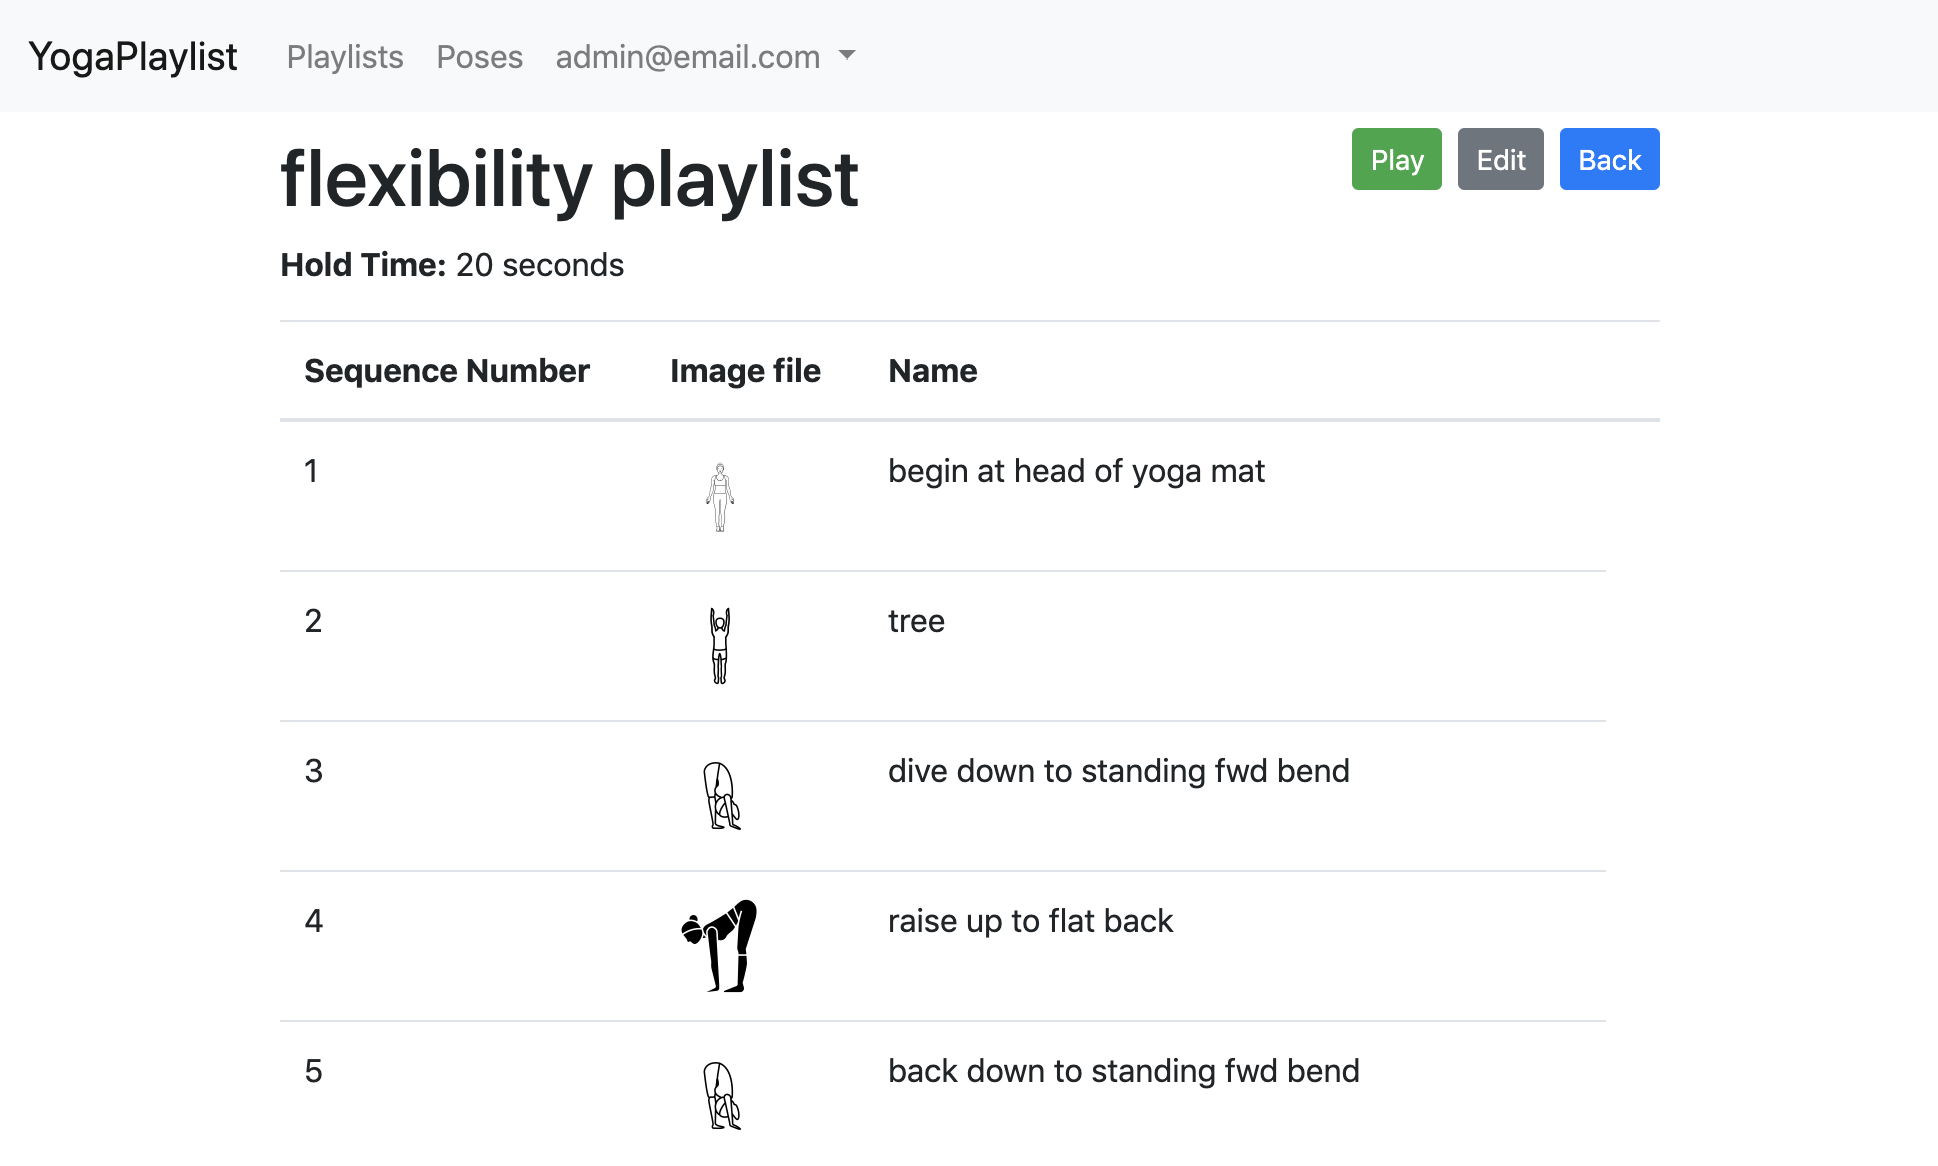 YogaPlaylist Playlists Poses admin@email.com
flexibility playlist Play Edit Back
Hold Time: 20 seconds
Sequence Number Image file Name
1 begin at head of yoga mat
2 tree
3 dive down to standing fwd bend
4 raise up to flat back
5 back down to standing fwd bend